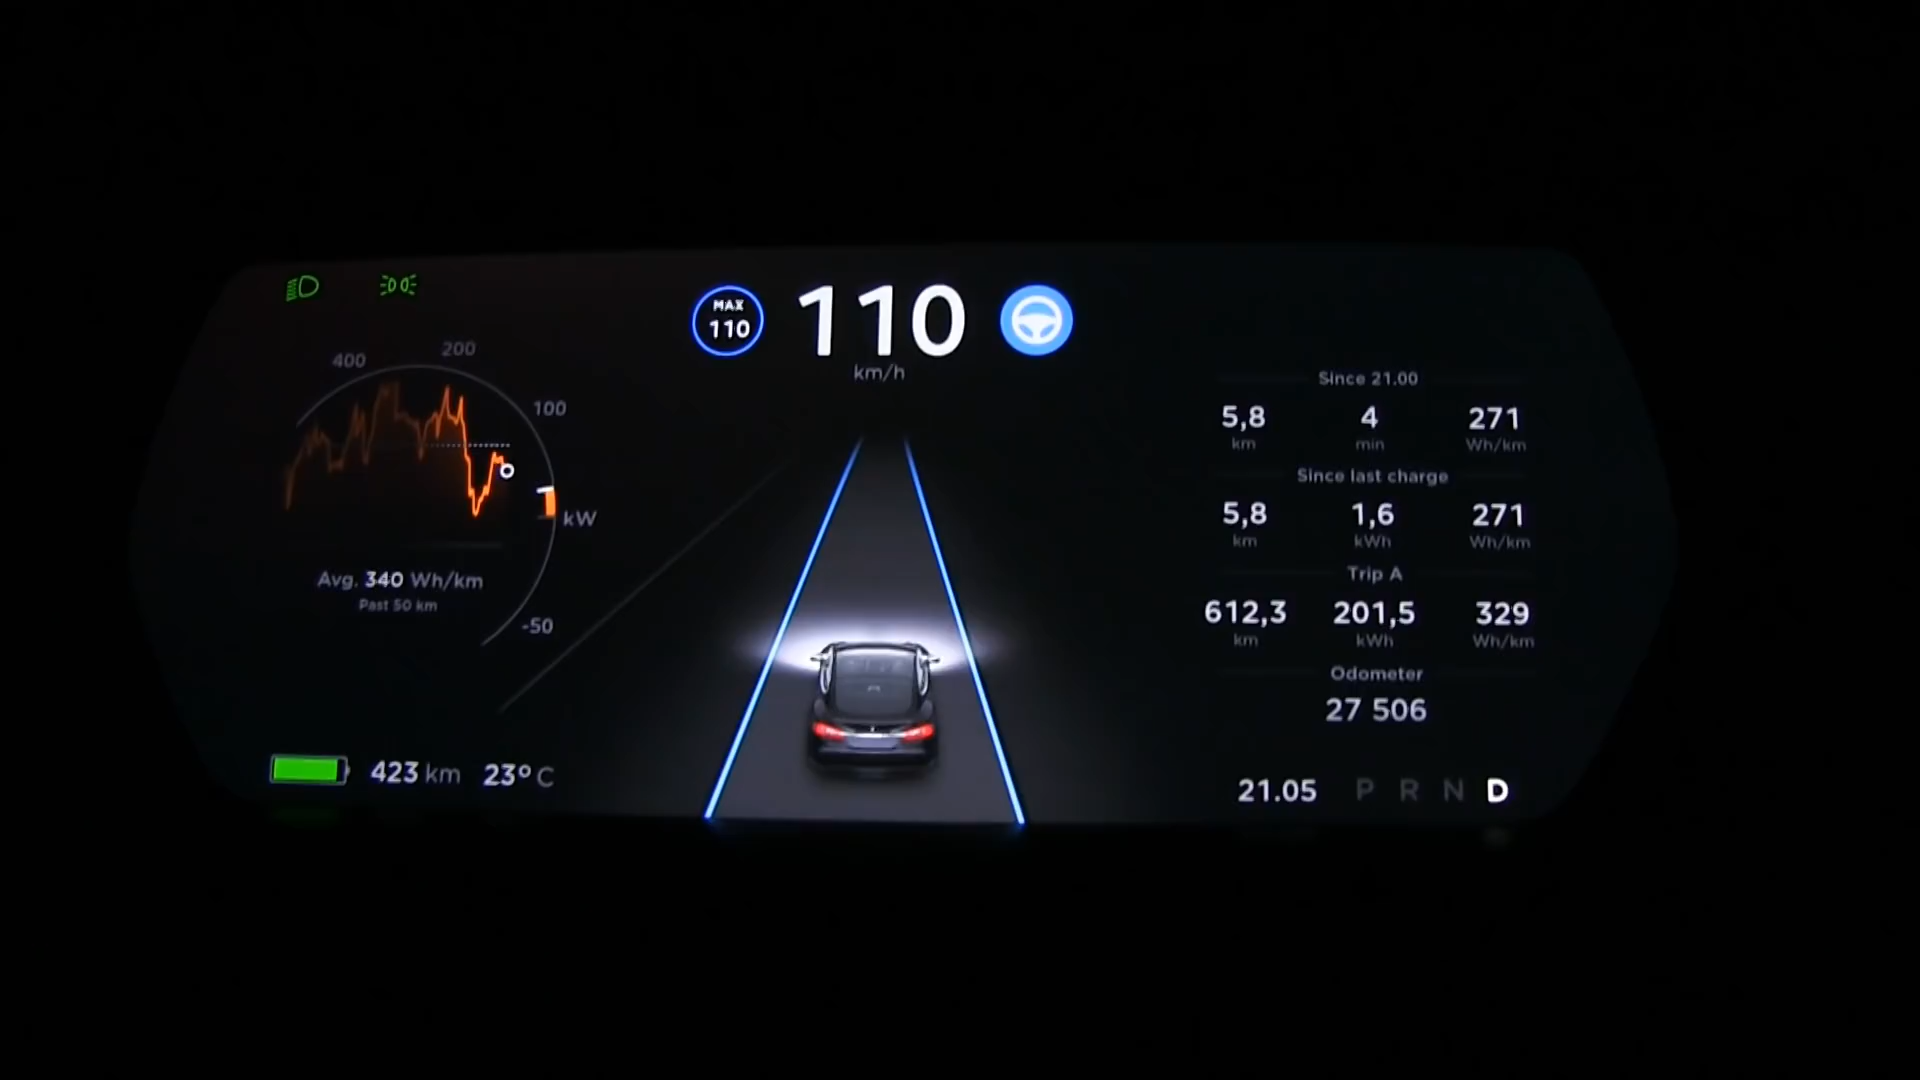 MAX
110
110
km/h
400
200
100
kW
-50
Avg. 340 Wh/km
Past 50 km
423 km 23° C
Since 21.00
5,8 4 271
km min Wh/km
Since last charge
5,8 1,6 271
km kWh Wh/km
Trip A
612,3 201,5 329
km kWh Wh/km
Odometer
27 506
21.05 P R N D